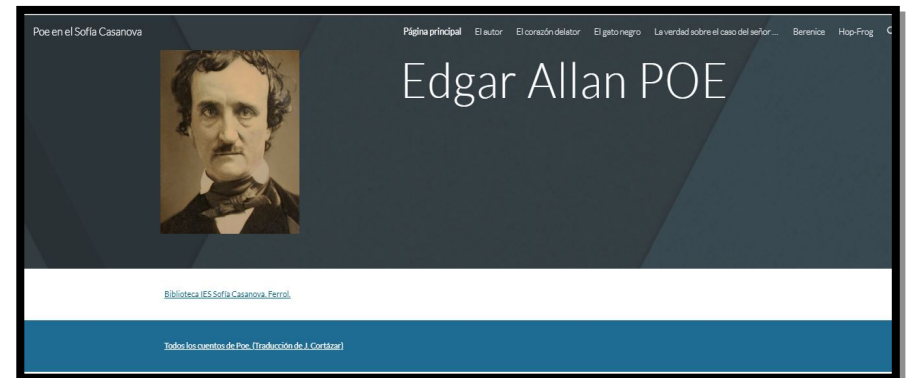 Poe en el Sofía Casanova
Página principal El autor El corazón delator El gato negro La verdad sobre el caso del señor ... Berenice Hop-Frog
Edgar Allan POE
Biblioteca IES Sofía Casanova. Ferrol.
Todos los cuentos de Poe. (Traducción de J. Cortázar)